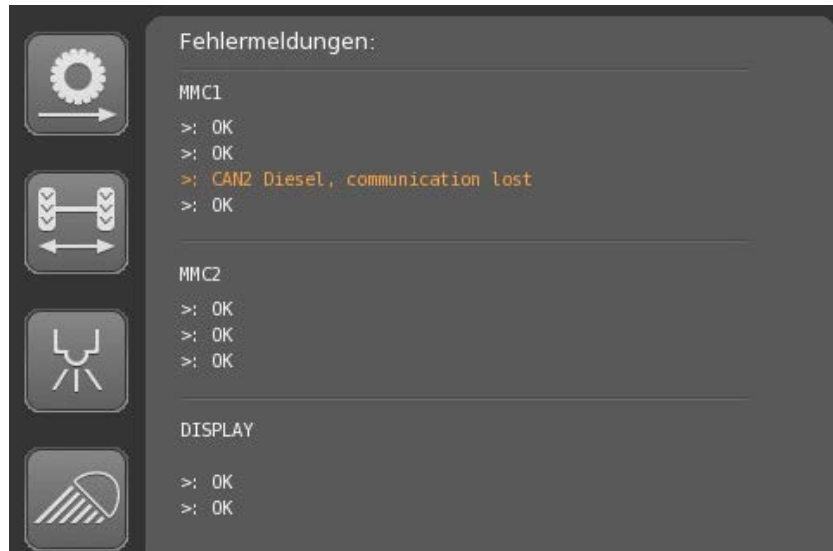 Fehlermeldungen:
MMC1
>: OK
>: OK
>: CAN2 Diesel, communication lost
>: OK
MMC2
>: OK
>: OK
>: OK
DISPLAY
>: OK
>: OK